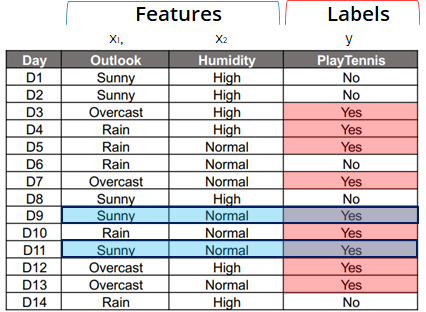 Features Labels
x₁, x₂ y
Day Outlook Humidity PlayTennis
D1 Sunny High No
D2 Sunny High No
D3 Overcast High Yes
D4 Rain High Yes
D5 Rain Normal Yes
D6 Rain Normal No
D7 Overcast Normal Yes
D8 Sunny High No
D9 Sunny Normal Yes
D10 Rain Normal Yes
D11 Sunny Normal Yes
D12 Overcast High Yes
D13 Overcast Normal Yes
D14 Rain High No